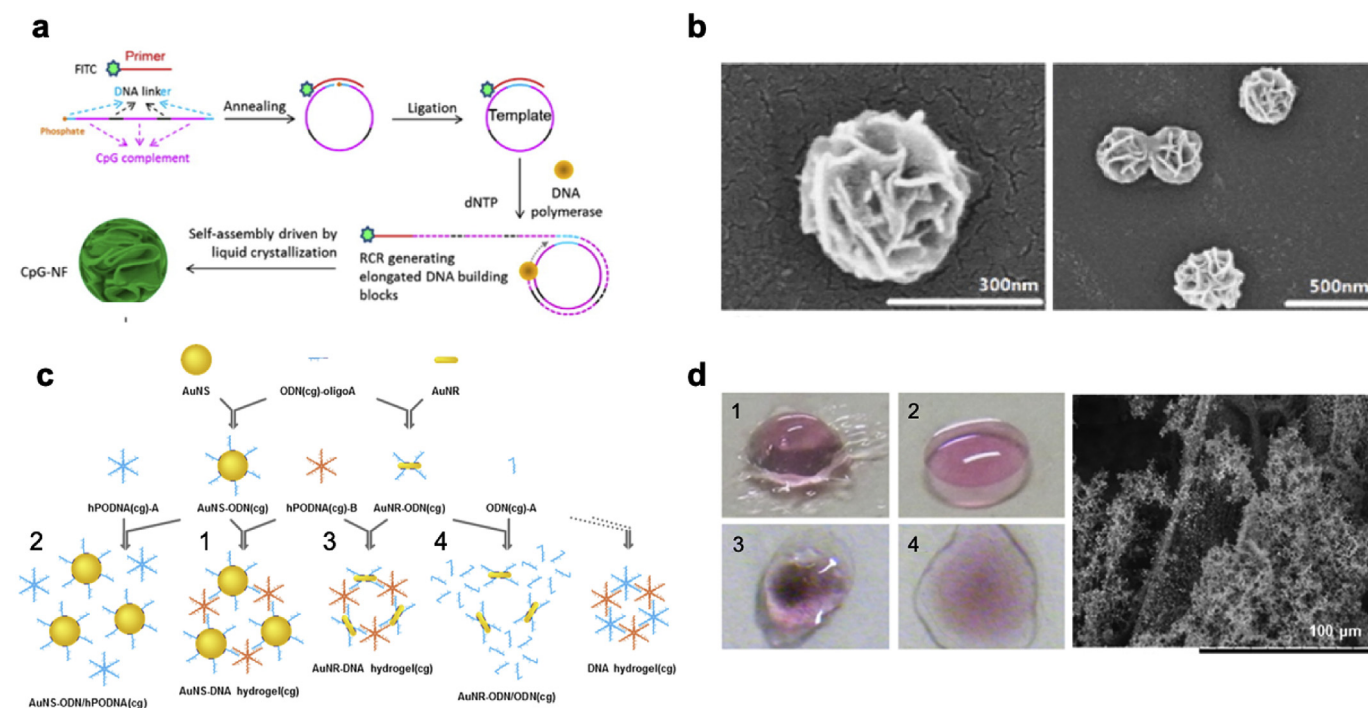 a
Primer
FITC
DNA linker
Phosphate
CpG complement
Annealing
Ligation
Template
dNTP
DNA
polymerase
RCR generating
elongated DNA building
blocks
Self-assembly driven by
liquid crystallization
CpG-NF
b
300nm
500nm
c
AuNS
ODN(cg)-oligoA
AuNR
hPODNA(cg)-A
AuNS-ODN(cg)
hPODNA(cg)-B
AuNR-ODN(cg)
ODN(cg)-A
2
1
3
4
AuNS-ODN/hPODNA(cg)
AuNS-DNA hydrogel(cg)
AuNR-DNA hydrogel(cg)
AuNR-ODN/ODN(cg)
DNA hydrogel(cg)
d
1
2
3
4
100 μm